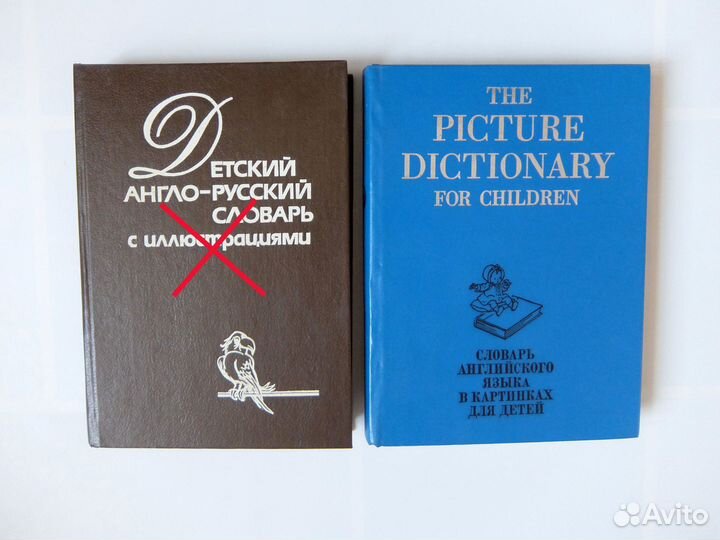 Детский
англо-русский
словарь
с иллюстрациями
THE
PICTURE
DICTIONARY
FOR CHILDREN
СЛОВАРЬ
АНГЛИЙСКОГО
ЯЗЫКА
В КАРТИНКАХ
ДЛЯ ДЕТЕЙ
Avito